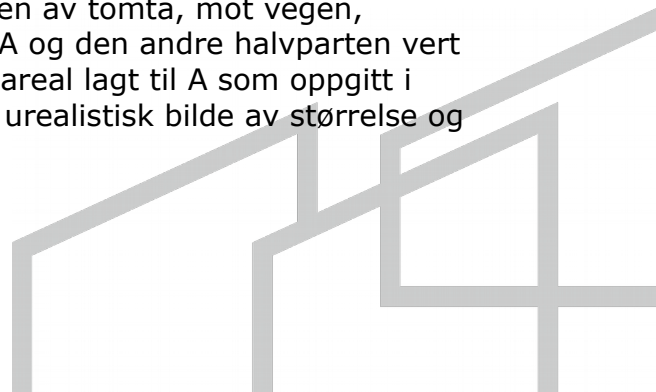 en av tomta, mot vegen,
A og den andre halvparten vert
areal lagt til A som oppgitt i
urealistisk bilde av størrelse og